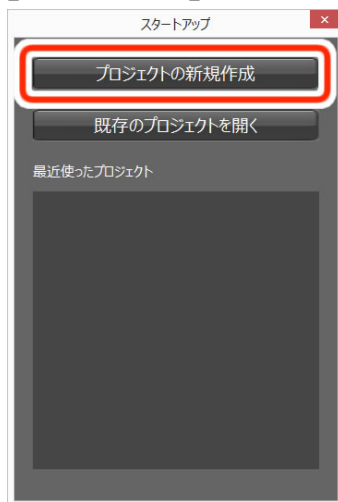 スタートアップ
プロジェクトの新規作成
既存のプロジェクトを開く
最近使ったプロジェクト